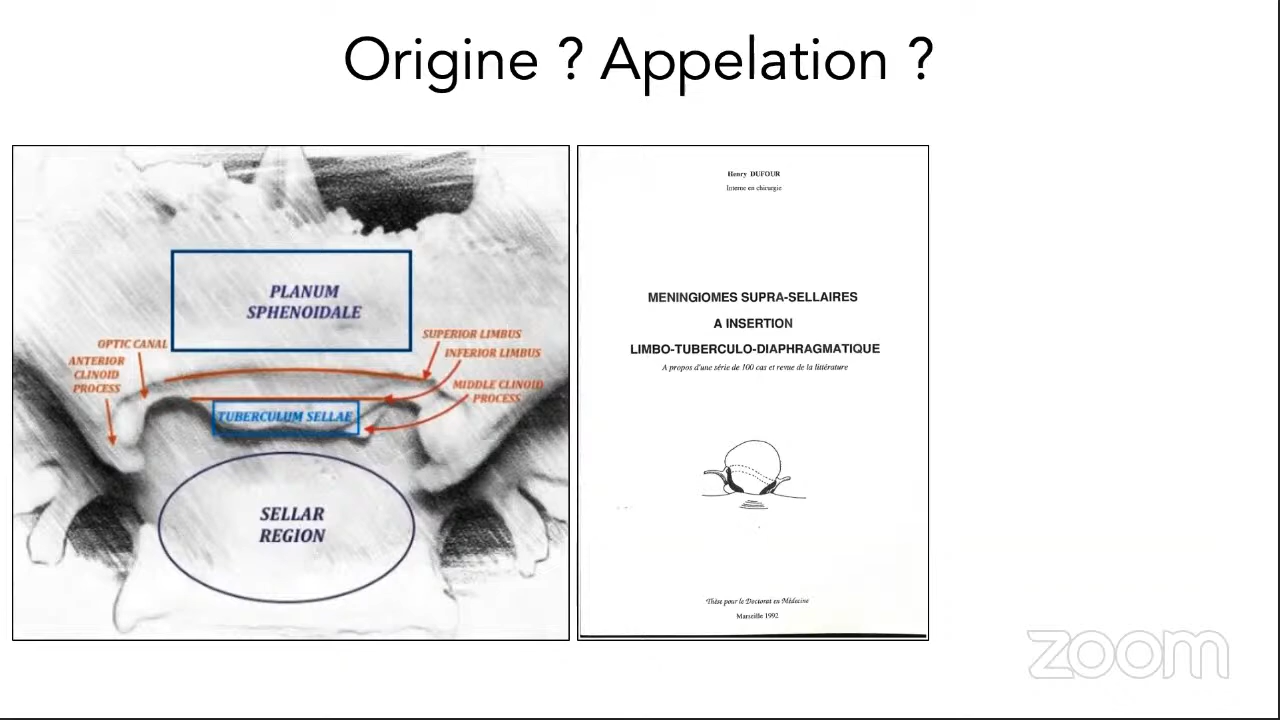 Origine ? Appelation ?
PLANUM
SPHENOIDALE
OPTIC CANAL
ANTERIOR
CLINOID
PROCESS
SUPERIOR LIMBUS
INFERIOR LIMBUS
MIDDLE CLINOID
PROCESS
TUBERCULUM SELLAE
SELLAR
REGION
Henry DUFOUR
Interne en chirurgie
MENINGIOMES SUPRA-SELLAIRES
A INSERTION
LIMBO-TUBERCULO-DIAPHRAGMATIQUE
A propos d'une série de 100 cas et revue de la littérature
Thèse pour le Doctorat en Médecine
Marseille 1992
zoom